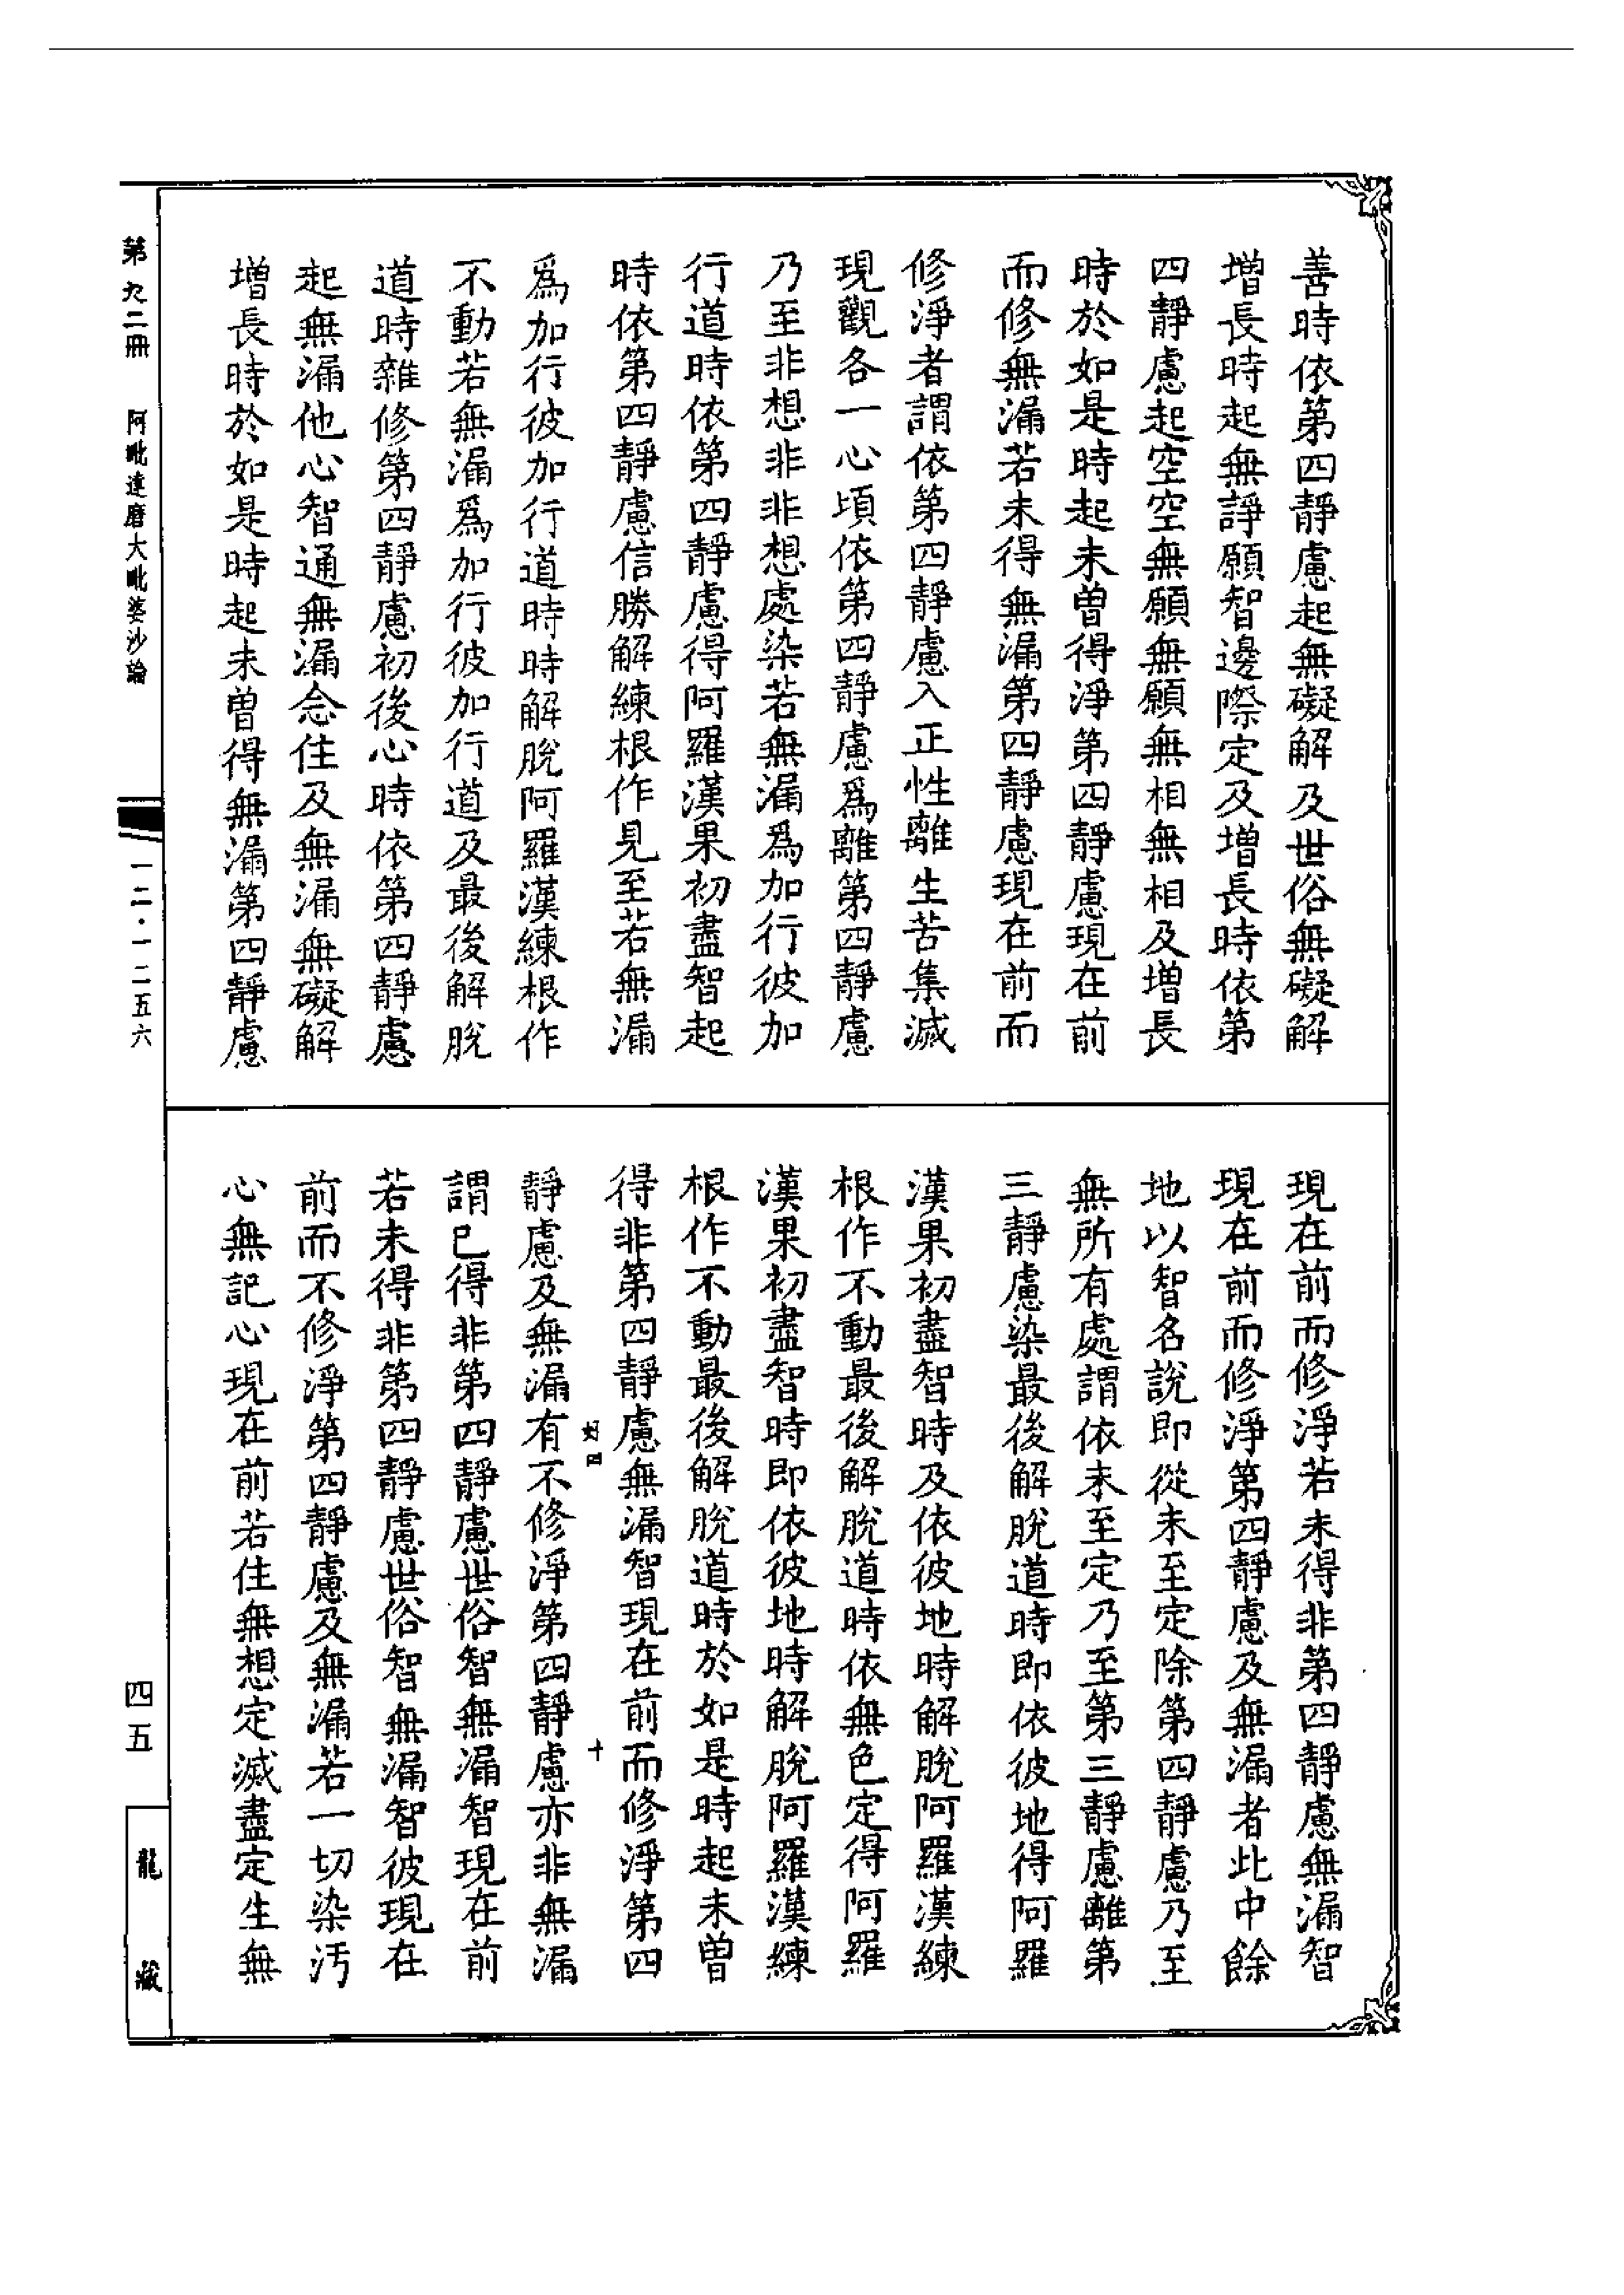 善時依第四靜慮起無礙解及世俗無礙解
增長時起無諍願智邊際定及增長時依第
四靜慮起空空無願無願無相無相及增長
時於如是時起未曾得淨第四靜慮現在前
而修無漏若未得無漏第四靜慮現在前而
修淨者謂依第四靜慮入正性離生苦集滅
現觀各一心頃依第四靜慮爲離第四靜慮
乃至非想非非想處染若無漏爲加行彼加
行道時依第四靜慮得阿羅漢果初盡智起
時依第四靜慮信勝解練根作見至若無漏
爲加行彼加行道時時解脫阿羅漢練根作
不動若無漏爲加行彼加行道及最後解脫
道時雜修第四靜慮初後心時依第四靜慮
起無漏他心智通無漏念住及無漏無礙解
增長時於如是時起未曾得無漏第四靜慮
現在前而修淨若未得非第四靜慮無漏智
現在前而修淨第四靜慮及無漏者此中餘
地以智名說即從未至定除第四靜慮乃至
無所有處謂依未至定乃至第三靜慮離第
三靜慮染最後解脫道時即依彼地得阿羅
漢果初盡智時及依彼地時解脫阿羅漢練
根作不動最後解脫道時依無色定得阿羅
漢果初盡智時即依彼地時解脫阿羅漢練
根作不動最後解脫道時於如是時起未曾
得非第四靜慮無漏智現在前而修淨第四
好四 十
靜慮及無漏有不修淨第四靜慮亦非無漏
謂已得非第四靜慮世俗智無漏智現在前
若未得非第四靜慮世俗智無漏智彼現在
前而不修淨第四靜慮及無漏若一切染汚
心無記心現在前若住無想定滅盡定生無
第九二冊 阿毗達磨大毗婆沙論
一二·一二五六
四五
龍藏